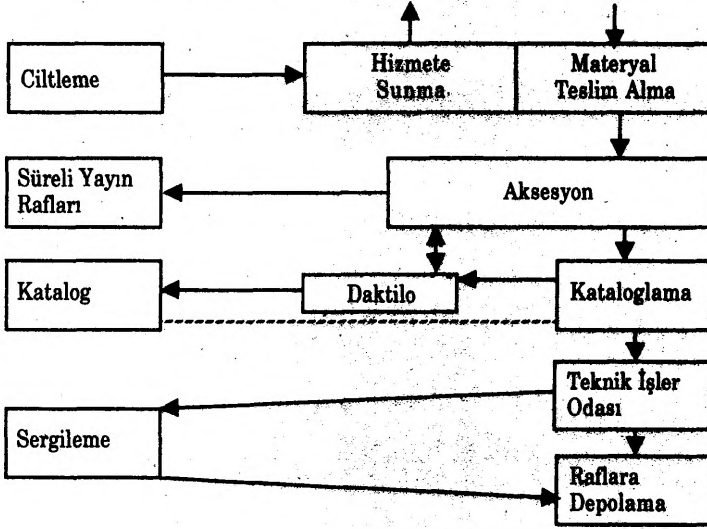 Ciltleme
Hizmete
Sunma
Materyal
Teslim Alma
Süreli Yayın
Rafları
Aksesyon
Katalog
Daktilo
Kataloglama
Teknik İşler
Odası
Sergileme
Raflara
Depolama